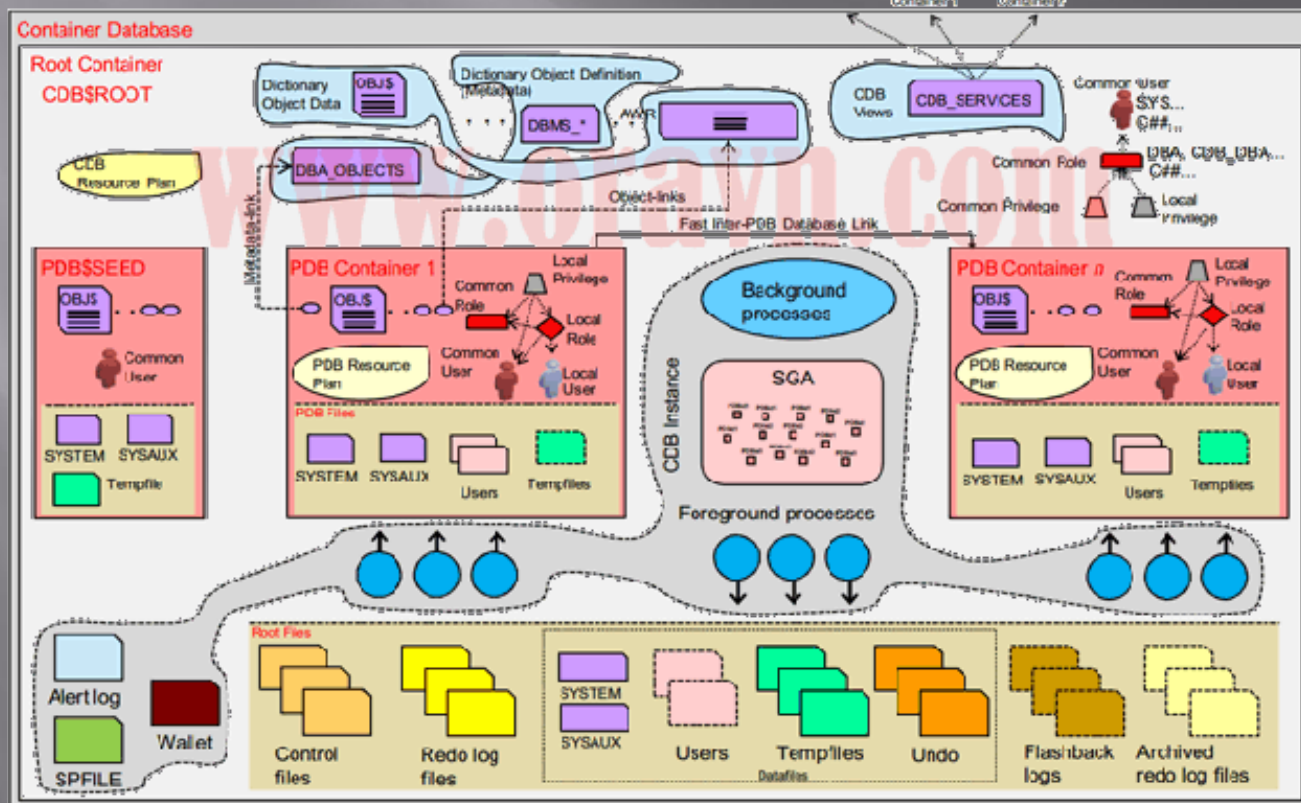 Container Database
Root Container
CDB$ROOT
Dictionary
Object Data
OBJ$
Dictionary Object Definition
(Metadata)
DBMS_*
AWR
DBA_OBJECTS
CDB
Views
CDB_SERVCES
Common User
SYS...
C##...
Common Role
DBA, CDB_DBA...
C##...
Common Privilege
Local
Privilege
CDB
Resource Plan
www.oravn.com
Metadata-link
Object-links
Fast Inter-PDB Database Link
PDB$SEED
OBJ$
Common
User
SYSTEM
SYSAUX
Tempfile
PDB Container 1
OBJ$
Common
Role
Local
Privilege
Local
Role
PDB Resource
Plan
Common
User
Local
User
PDB Files
SYSTEM
SYSAUX
Users
Tempfiles
Background
processes
SGA
CDB Instance
Foreground processes
PDB Container n
OBJ$
Common
Role
Local
Privilege
Local
Role
PDB Resource
Plan
Common
User
Local
User
SYSTEM
SYSAUX
Users
Tempfiles
Alert log
SPFILE
Wallet
Root Files
Control
files
Redo log
files
SYSTEM
SYSAUX
Users
Tempfiles
Undo
Datafiles
Flashback
logs
Archived
redo log files